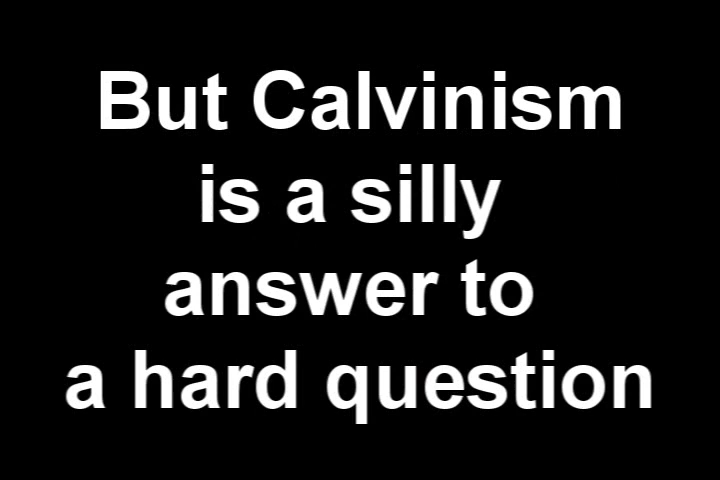 But Calvinism
is a silly
answer to
a hard question